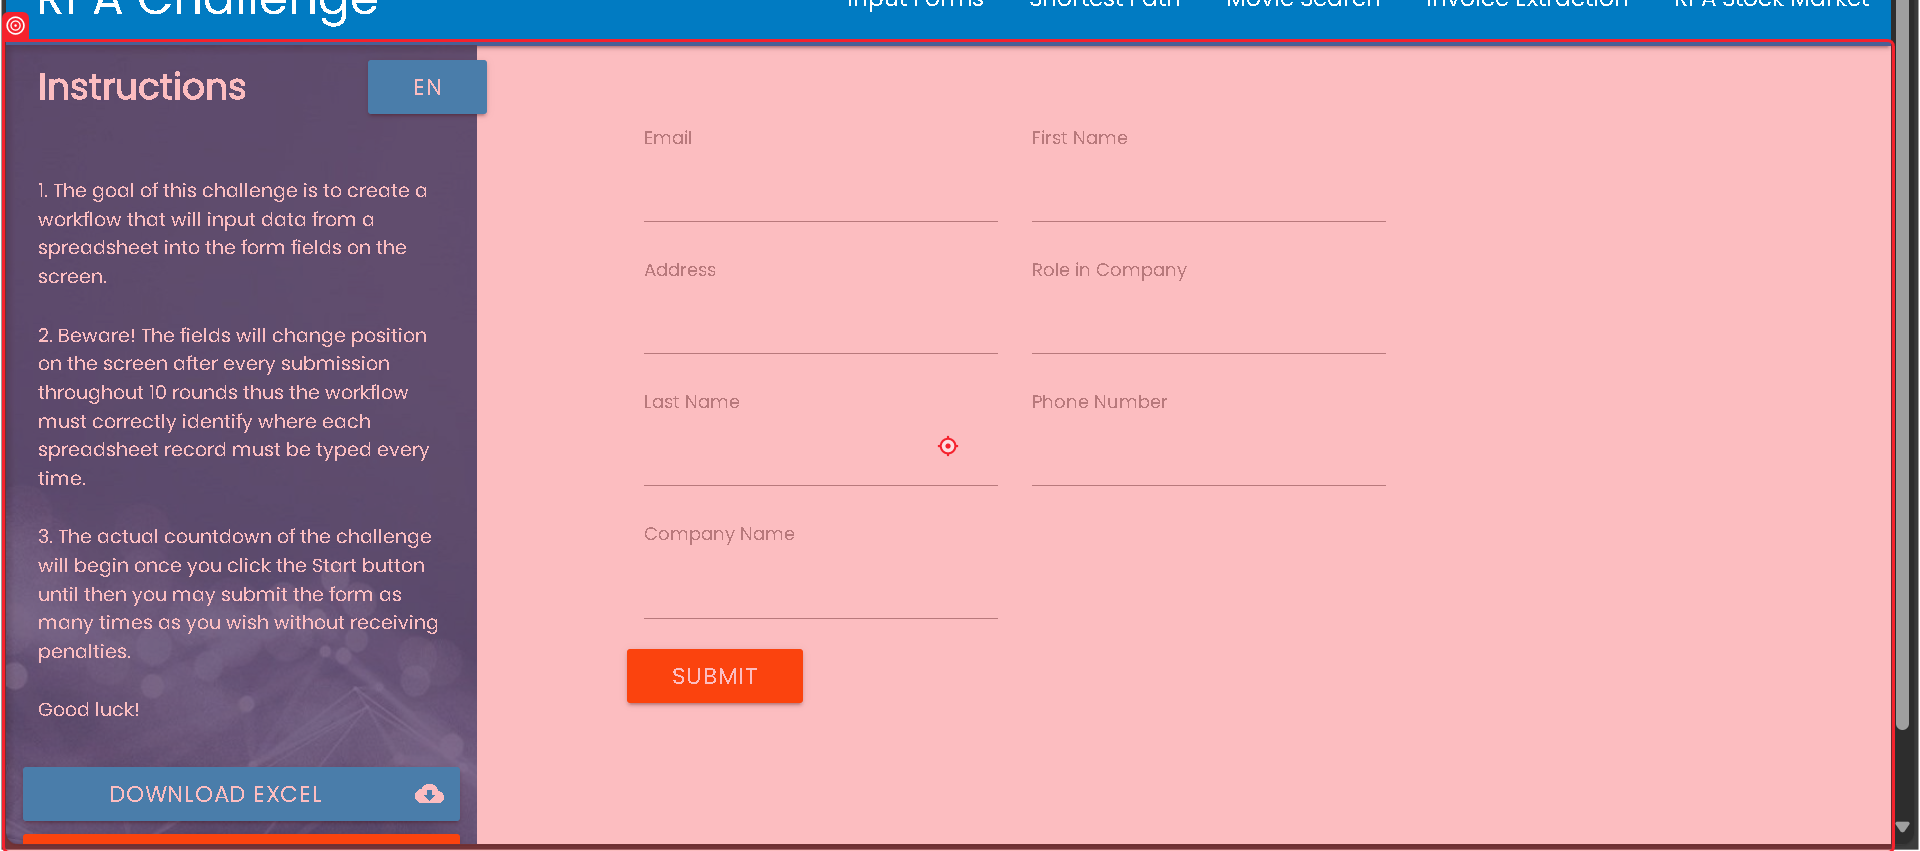 RPA Challenge
Input Forms Shortest Path Movie Search Invoice Extraction RPA Stock Market
Instructions
EN
1. The goal of this challenge is to create a
workflow that will input data from a
spreadsheet into the form fields on the
screen.
2. Beware! The fields will change position
on the screen after every submission
throughout 10 rounds thus the workflow
must correctly identify where each
spreadsheet record must be typed every
time.
3. The actual countdown of the challenge
will begin once you click the Start button
until then you may submit the form as
many times as you wish without receiving
penalties.
Good luck!
DOWNLOAD EXCEL
Email
First Name
Address
Role in Company
Last Name
Phone Number
Company Name
SUBMIT